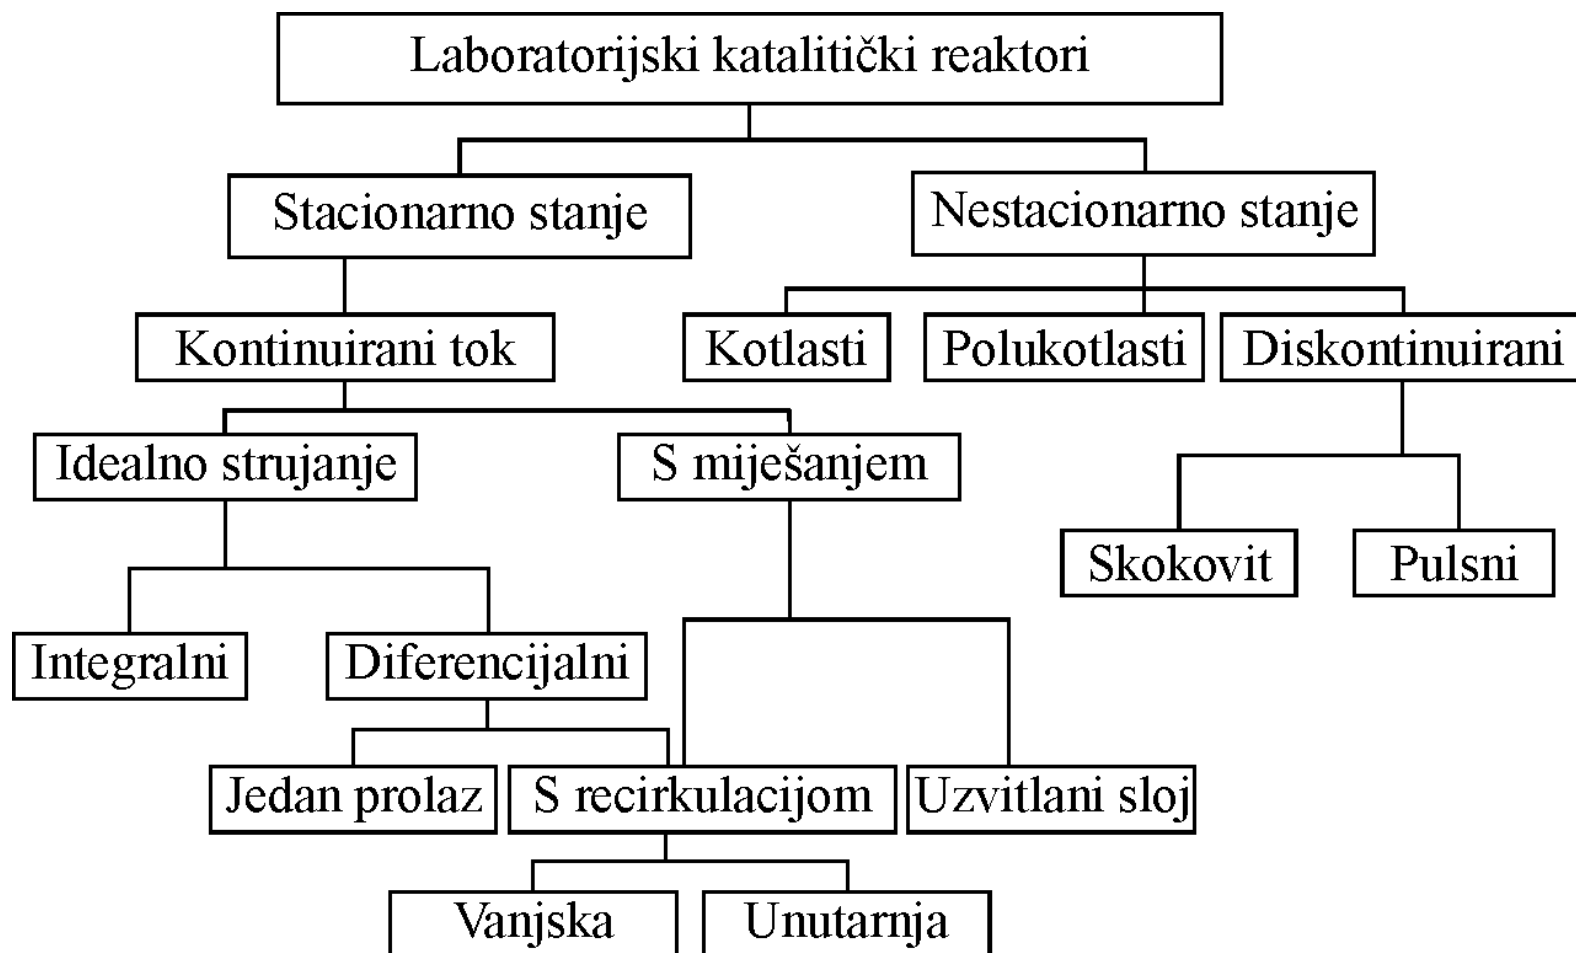 Laboratorijski katalitički reaktori
Stacionarno stanje
Nestacionarno stanje
Kontinuirani tok
Kotlasti
Polukotlasti
Diskontinuirani
Idealno strujanje
S miješanjem
Skokovit
Pulsni
Integralni
Diferencijalni
Jedan prolaz
S recirkulacijom
Uzvitlani sloj
Vanjska
Unutarnja